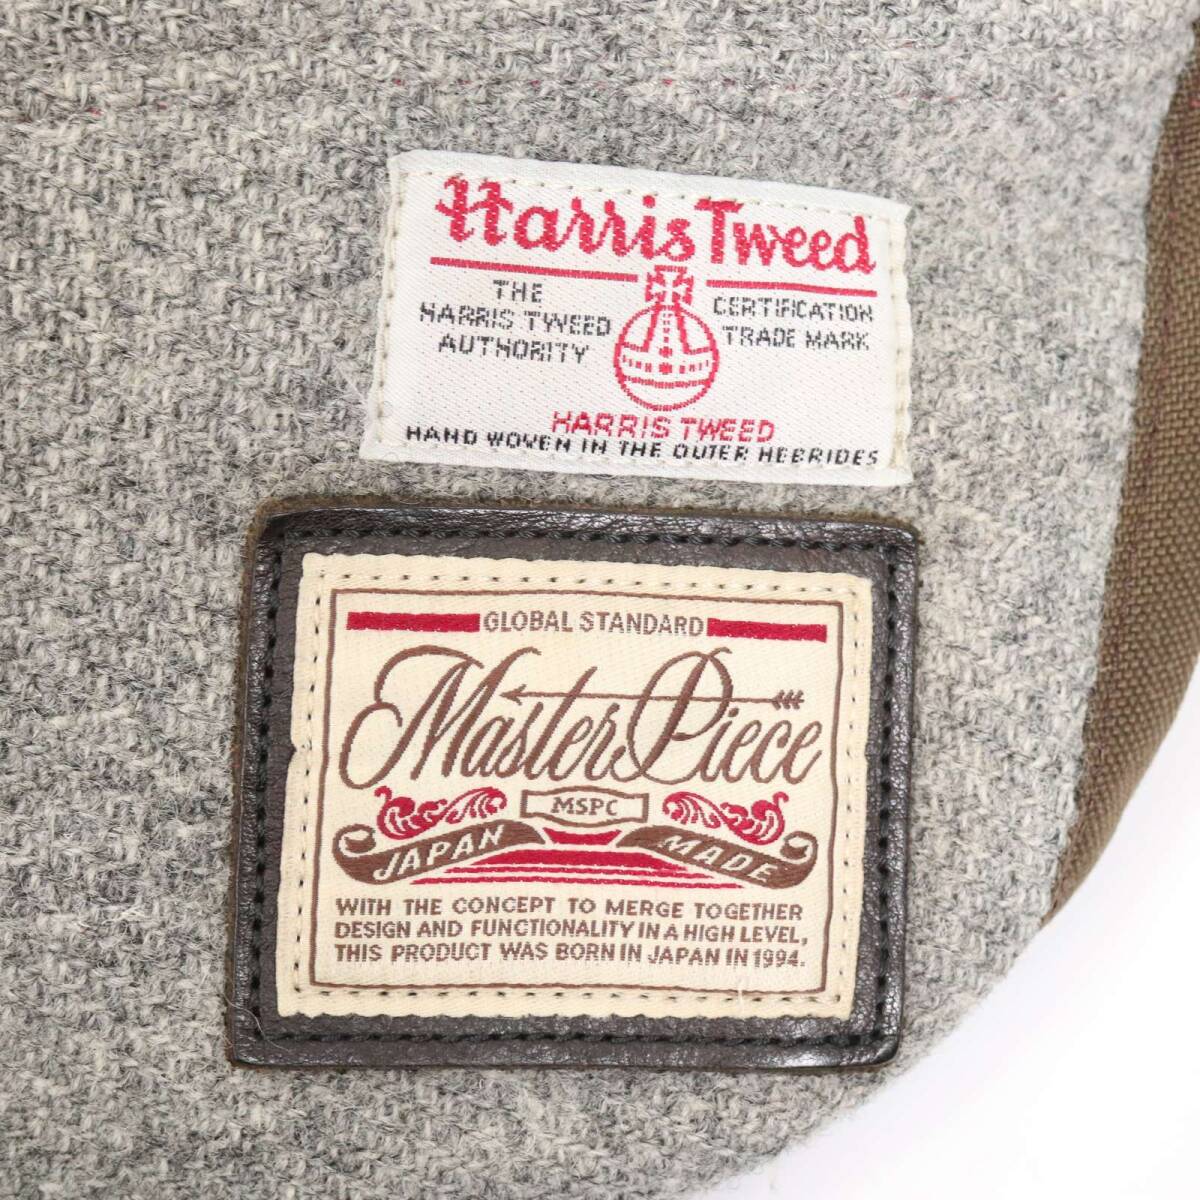 Harris Tweed
THE
HARRIS TWEED
AUTHORITY
CERTIFICATION
TRADE MARK
HARRIS TWEED
HAND WOVEN IN THE OUTER HEBRIDES
GLOBAL STANDARD
Master Piece
MSPC
JAPAN MADE
WITH THE CONCEPT TO MERGE TOGETHER
DESIGN AND FUNCTIONALITY IN A HIGH LEVEL,
THIS PRODUCT WAS BORN IN JAPAN IN 1994.